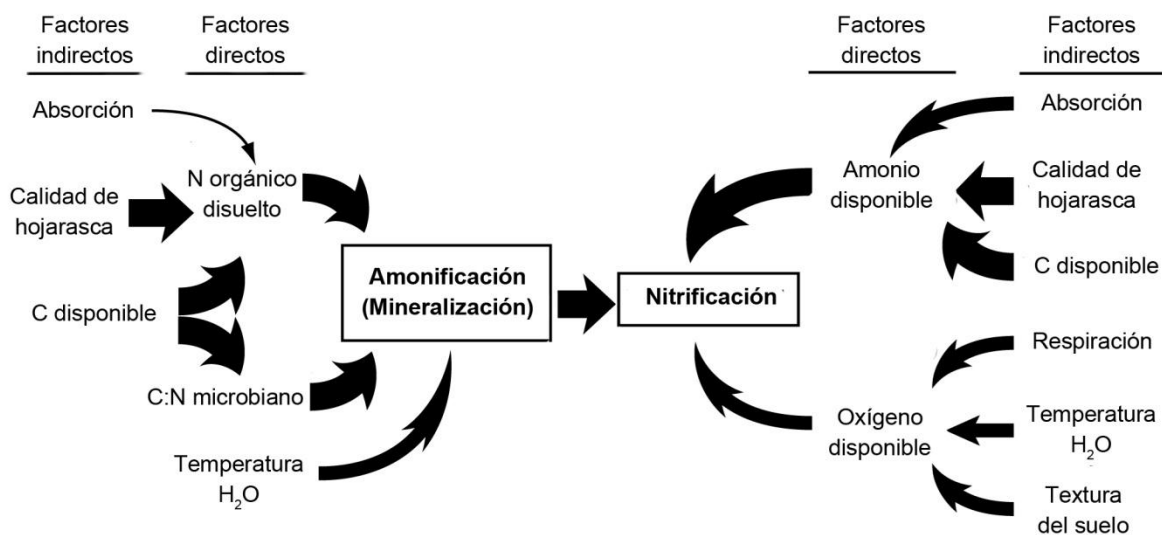 Factores
indirectos
Factores
directos
Absorción
Calidad de
hojarasca
N orgánico
disuelto
C disponible
C:N microbiano
Temperatura
H₂O
Amonificación
(Mineralización)
Nitrificación
Factores
directos
Factores
indirectos
Absorción
Amonio
disponible
Calidad de
hojarasca
C disponible
Respiración
Oxígeno
disponible
Temperatura
H₂O
Textura
del suelo